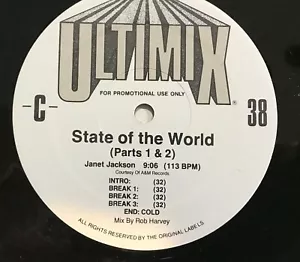 ULTIMIX®
FOR PROMOTIONAL USE ONLY
-C- 38
State of the World
(Parts 1 & 2)
Janet Jackson 9:06 (113 BPM)
Courtesy Of A&M Records
INTRO: (32)
BREAK 1: (32)
BREAK 2: (32)
BREAK 3: (32)
END: COLD
Mix By Rob Harvey
ALL RIGHTS RESERVED BY THE ORIGINAL LABELS